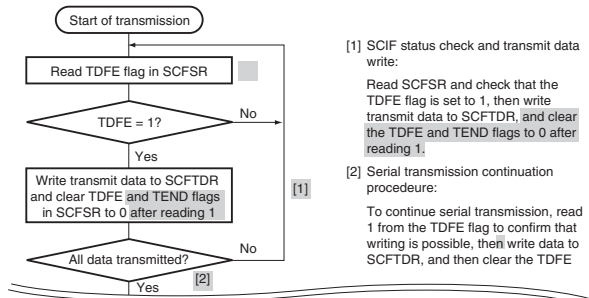 Start of transmission
Read TDFE flag in SCFSR
TDFE = 1?
No
Yes
Write transmit data to SCFTDR
and clear TDFE and TEND flags
in SCFSR to 0 after reading 1
[1]
All data transmitted?
No
[2]
Yes
[1] SCIF status check and transmit data
write:
Read SCFSR and check that the
TDFE flag is set to 1, then write
transmit data to SCFTDR, and clear
the TDFE and TEND flags to 0 after
reading 1.
[2] Serial transmission continuation
procedeure:
To continue serial transmission, read
1 from the TDFE flag to confirm that
writing is possible, then write data to
SCFTDR, and then clear the TDFE